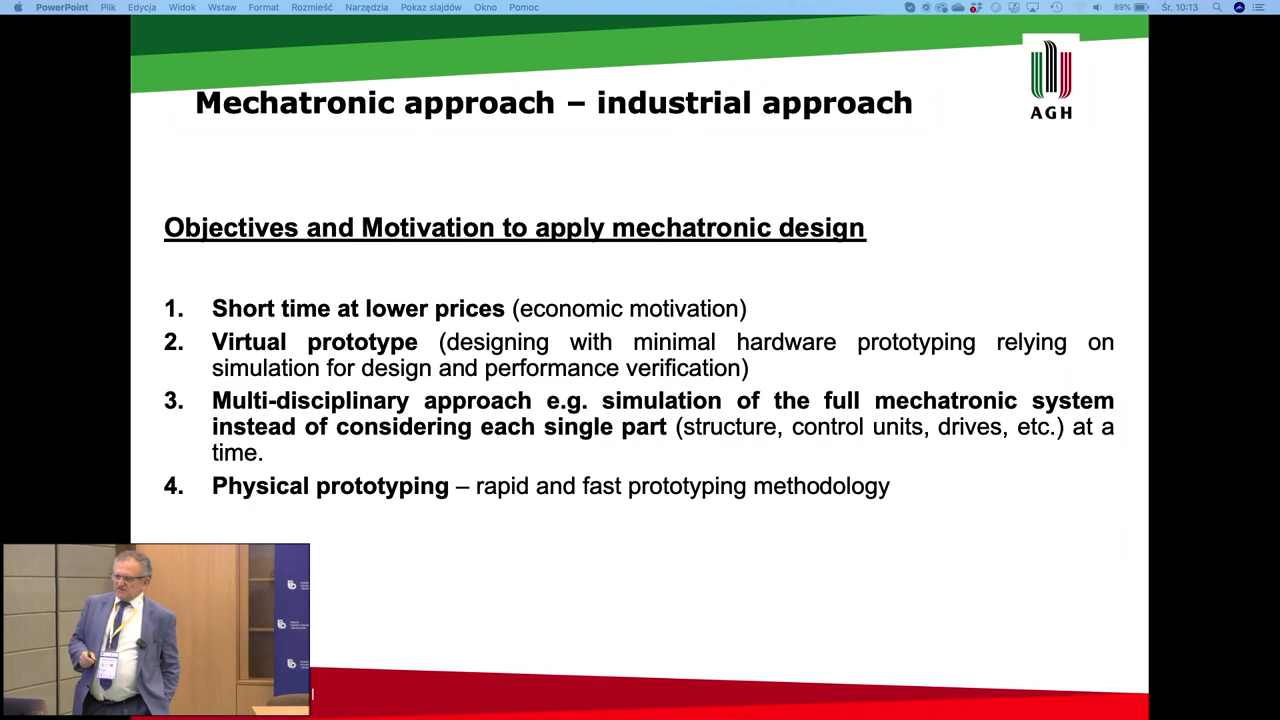 PowerPoint Plik Edycja Widok Wstaw Format Rozmieść Narzędzia Pokaz slajdów Okno Pomoc 89% Śr. 10:13
Mechatronic approach – industrial approach
AGH
Objectives and Motivation to apply mechatronic design
1. Short time at lower prices (economic motivation)
2. Virtual prototype (designing with minimal hardware prototyping relying on
simulation for design and performance verification)
3. Multi-disciplinary approach e.g. simulation of the full mechatronic system
instead of considering each single part (structure, control units, drives, etc.) at a
time.
4. Physical prototyping – rapid and fast prototyping methodology